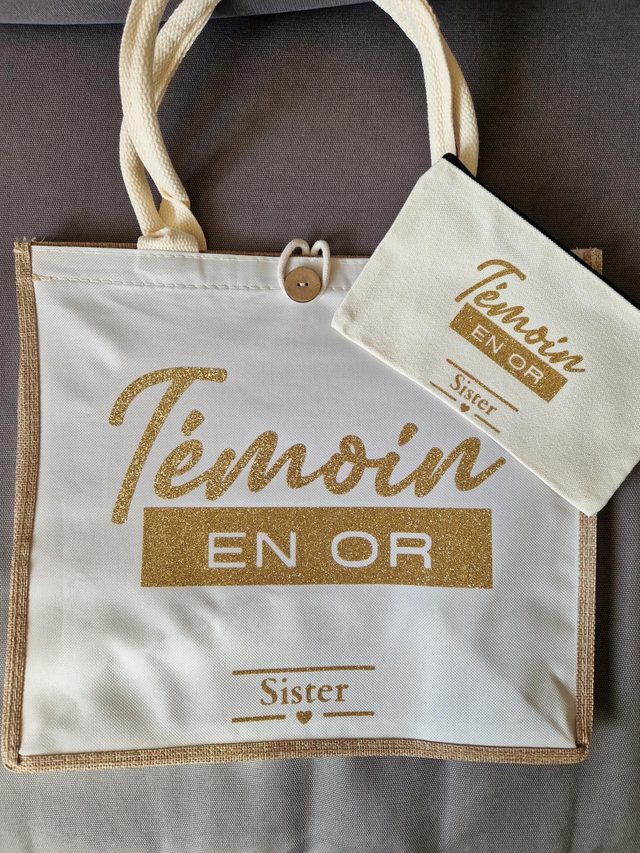 Témoin
EN OR
Sister
Témoin
EN OR
Sister